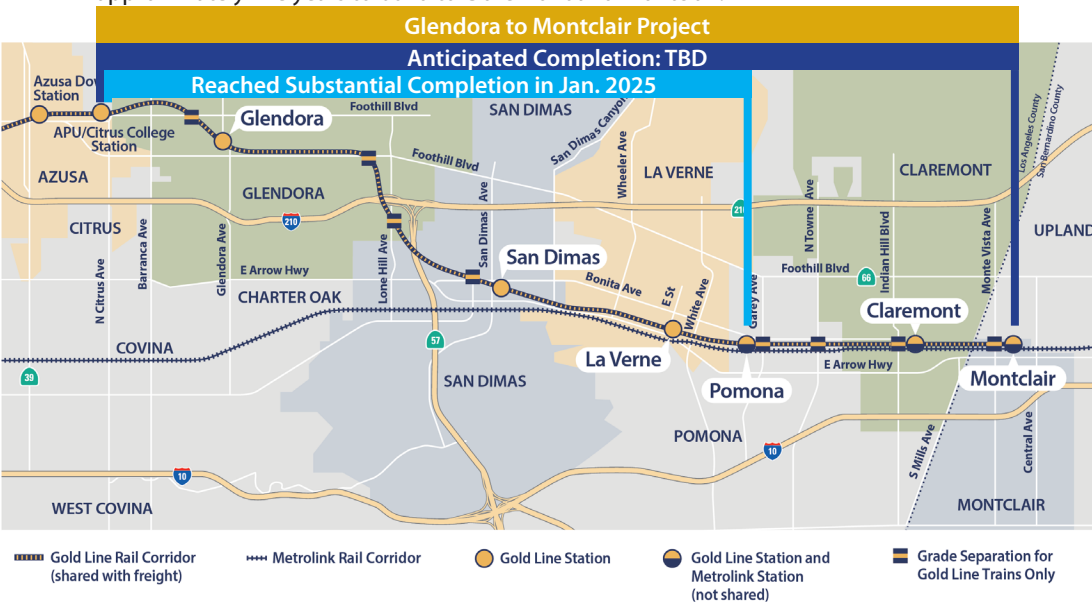 Glendora to Montclair Project
Anticipated Completion: TBD
Reached Substantial Completion in Jan. 2025
Azusa
Station
APU/Citrus College
Station
Glendora
Foothill Blvd
SAN DIMAS
San Dimas
Wheeler Ave
Los Angeles County
San Bernardino County
AZUSA
GLENDORA
Foothill Blvd
LA VERNE
CLAREMONT
210
CITRUS
Barranca Ave
Glendora Ave
Lone Hill Ave
San Dimas Ave
N Towne Ave
Indian Hill Blvd
Monte Vista Ave
UPLAND
N Citrus Ave
E Arrow Hwy
CHARTER OAK
San Dimas
Bonita Ave
E St
White Ave
Garey Ave
Foothill Blvd
66
Claremont
COVINA
57
La Verne
E Arrow Hwy
39
SAN DIMAS
Pomona
Montclair
POMONA
10
S Mills Ave
Central Ave
10
WEST COVINA
MONTCLAIR
Gold Line Rail Corridor
(shared with freight)
Metrolink Rail Corridor
Gold Line Station
Gold Line Station and
Metrolink Station
(not shared)
Grade Separation for
Gold Line Trains Only